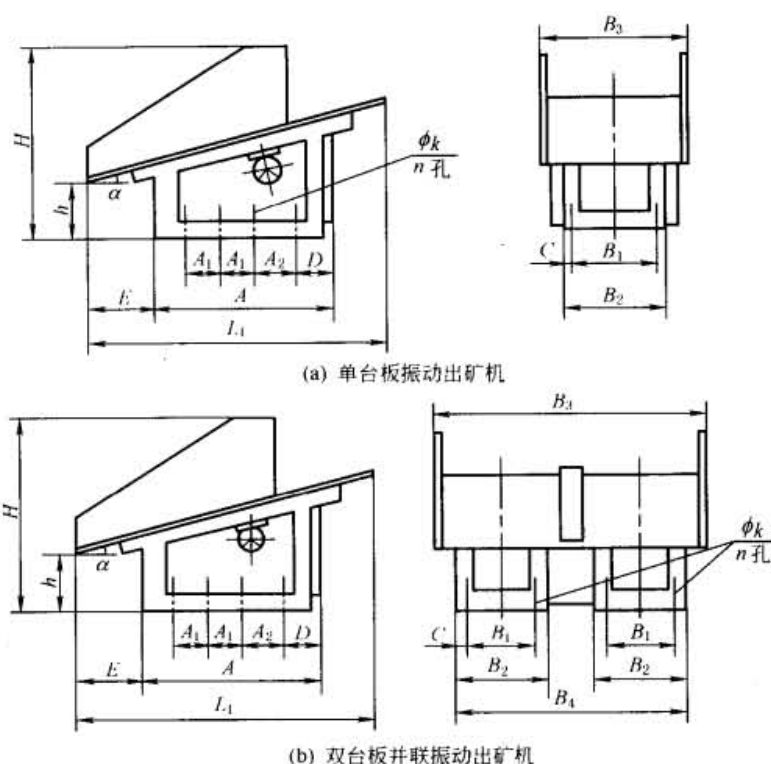 B₃
H
ϕk
n 孔
α
h
A₁ A₁ A₂ D
C B₁
E A
B₂
L₁
(a) 单台板振动出矿机
B₃
H
ϕk
n 孔
α
h
A₁ A₁ A₂ D
C B₁ B₁
E A
B₂ B₂
L₁
B₄
(b) 双台板并联振动出矿机